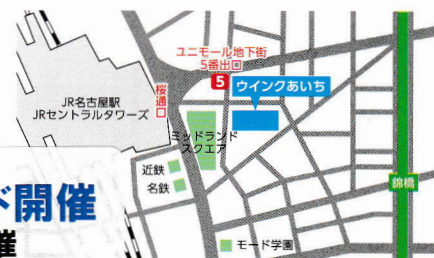 ユニモール地下街
5番出口
5
ウインクあいち
桜通口
JR名古屋駅
JRセントラルタワーズ
ミッドランド
スクエア
近鉄
名鉄
錦橋
ド開催
催
モード学園